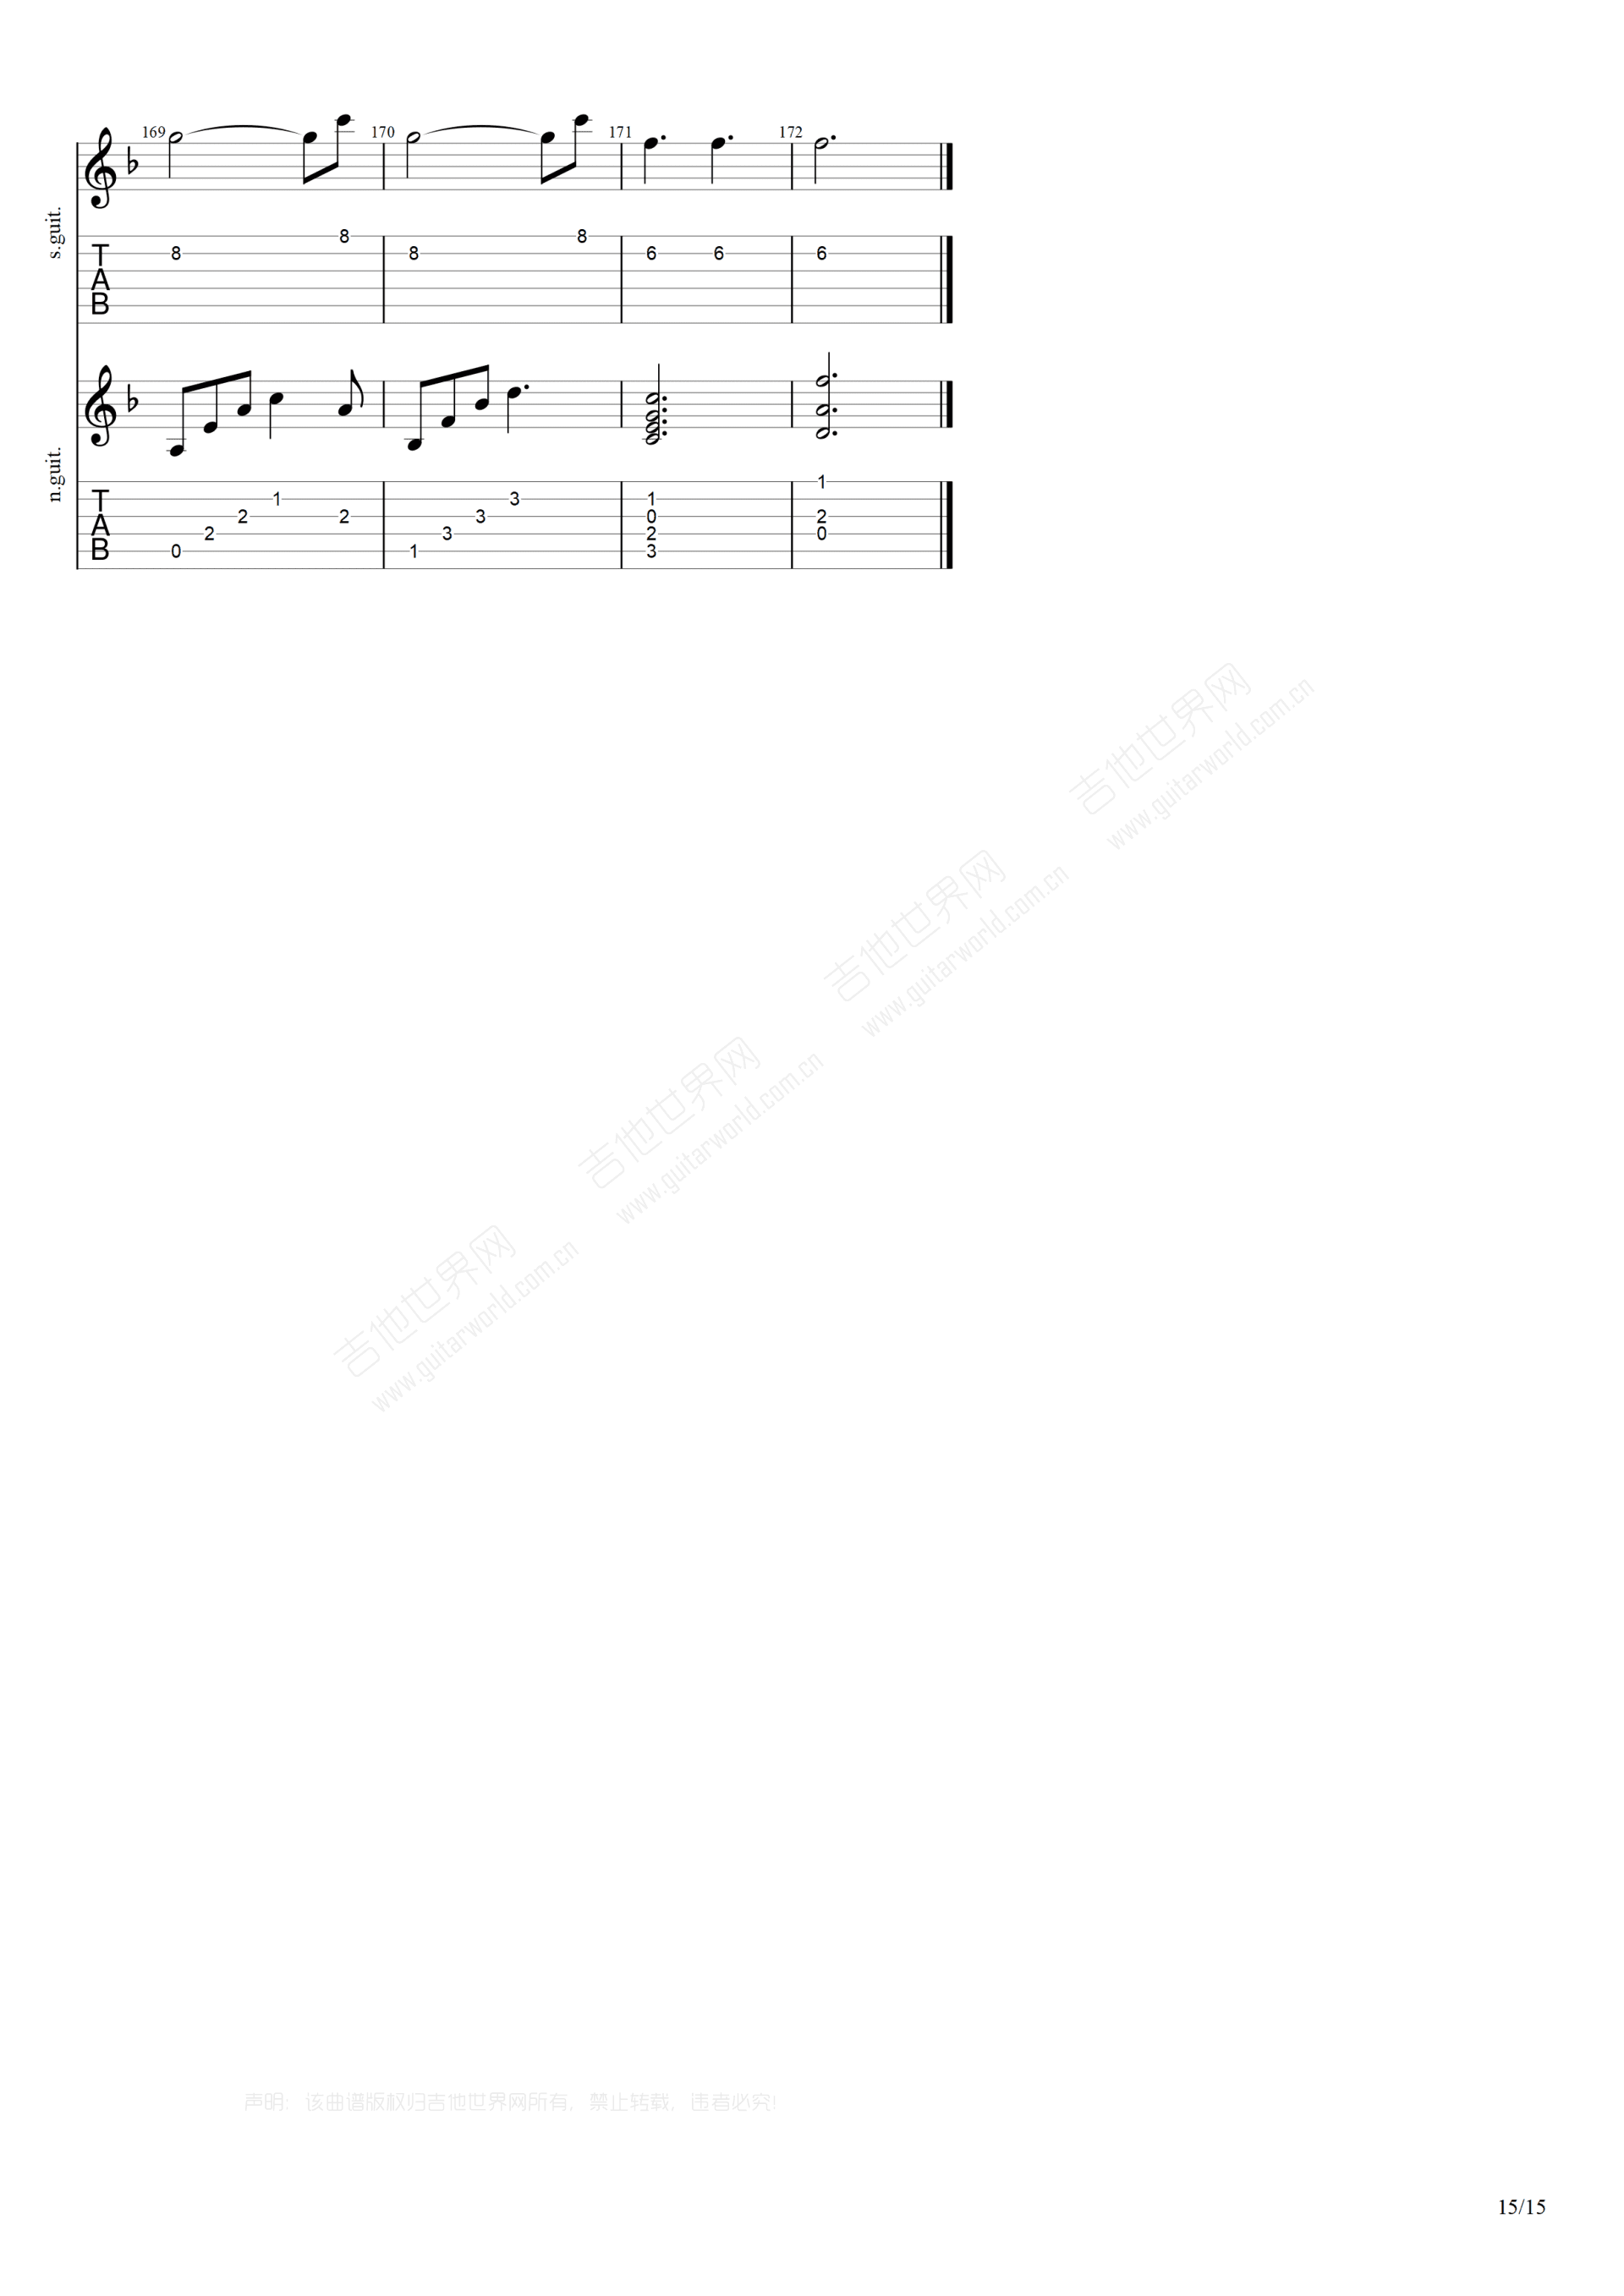 169 170 171 172
s.guit.
T 8 8 8 8 6 6 6
A
B
n.guit.
1
T 1 3 1
A 2 2 3 0 2
2 3 2 0
B 0 1 3
吉他世界网
www.guitarworld.com.cn
吉他世界网
www.guitarworld.com.cn
吉他世界网
www.guitarworld.com.cn
吉他世界网
www.guitarworld.com.cn
声明: 该曲谱版权归吉他世界网所有, 禁止转载, 违者必究!
15/15